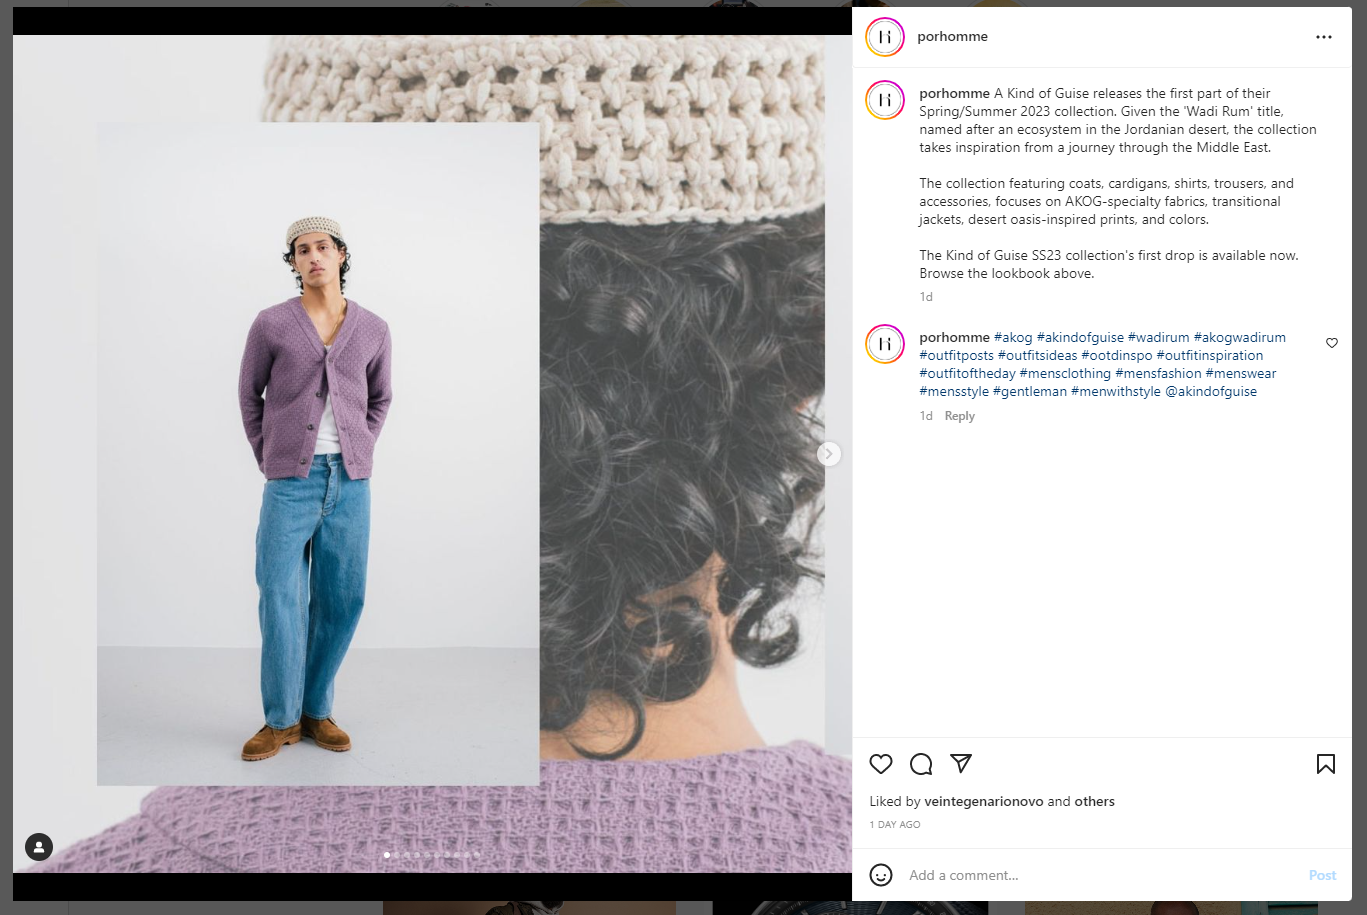 porhomme
porhomme A Kind of Guise releases the first part of their
Spring/Summer 2023 collection. Given the 'Wadi Rum' title,
named after an ecosystem in the Jordanian desert, the collection
takes inspiration from a journey through the Middle East.
The collection featuring coats, cardigans, shirts, trousers, and
accessories, focuses on AKOG-specialty fabrics, transitional
jackets, desert oasis-inspired prints, and colors.
The Kind of Guise SS23 collection's first drop is available now.
Browse the lookbook above.
1d
porhomme #akog #akindofguise #wadirum #akogwadirum
#outfitposts #outfitsideas #ootdinspo #outfitinspiration
#outfitoftheday #mensclothing #mensfashion #menswear
#mensstyle #gentleman #menwithstyle @akindofguise
1d Reply
Liked by veintegenarionovo and others
1 DAY AGO
Add a comment... Post